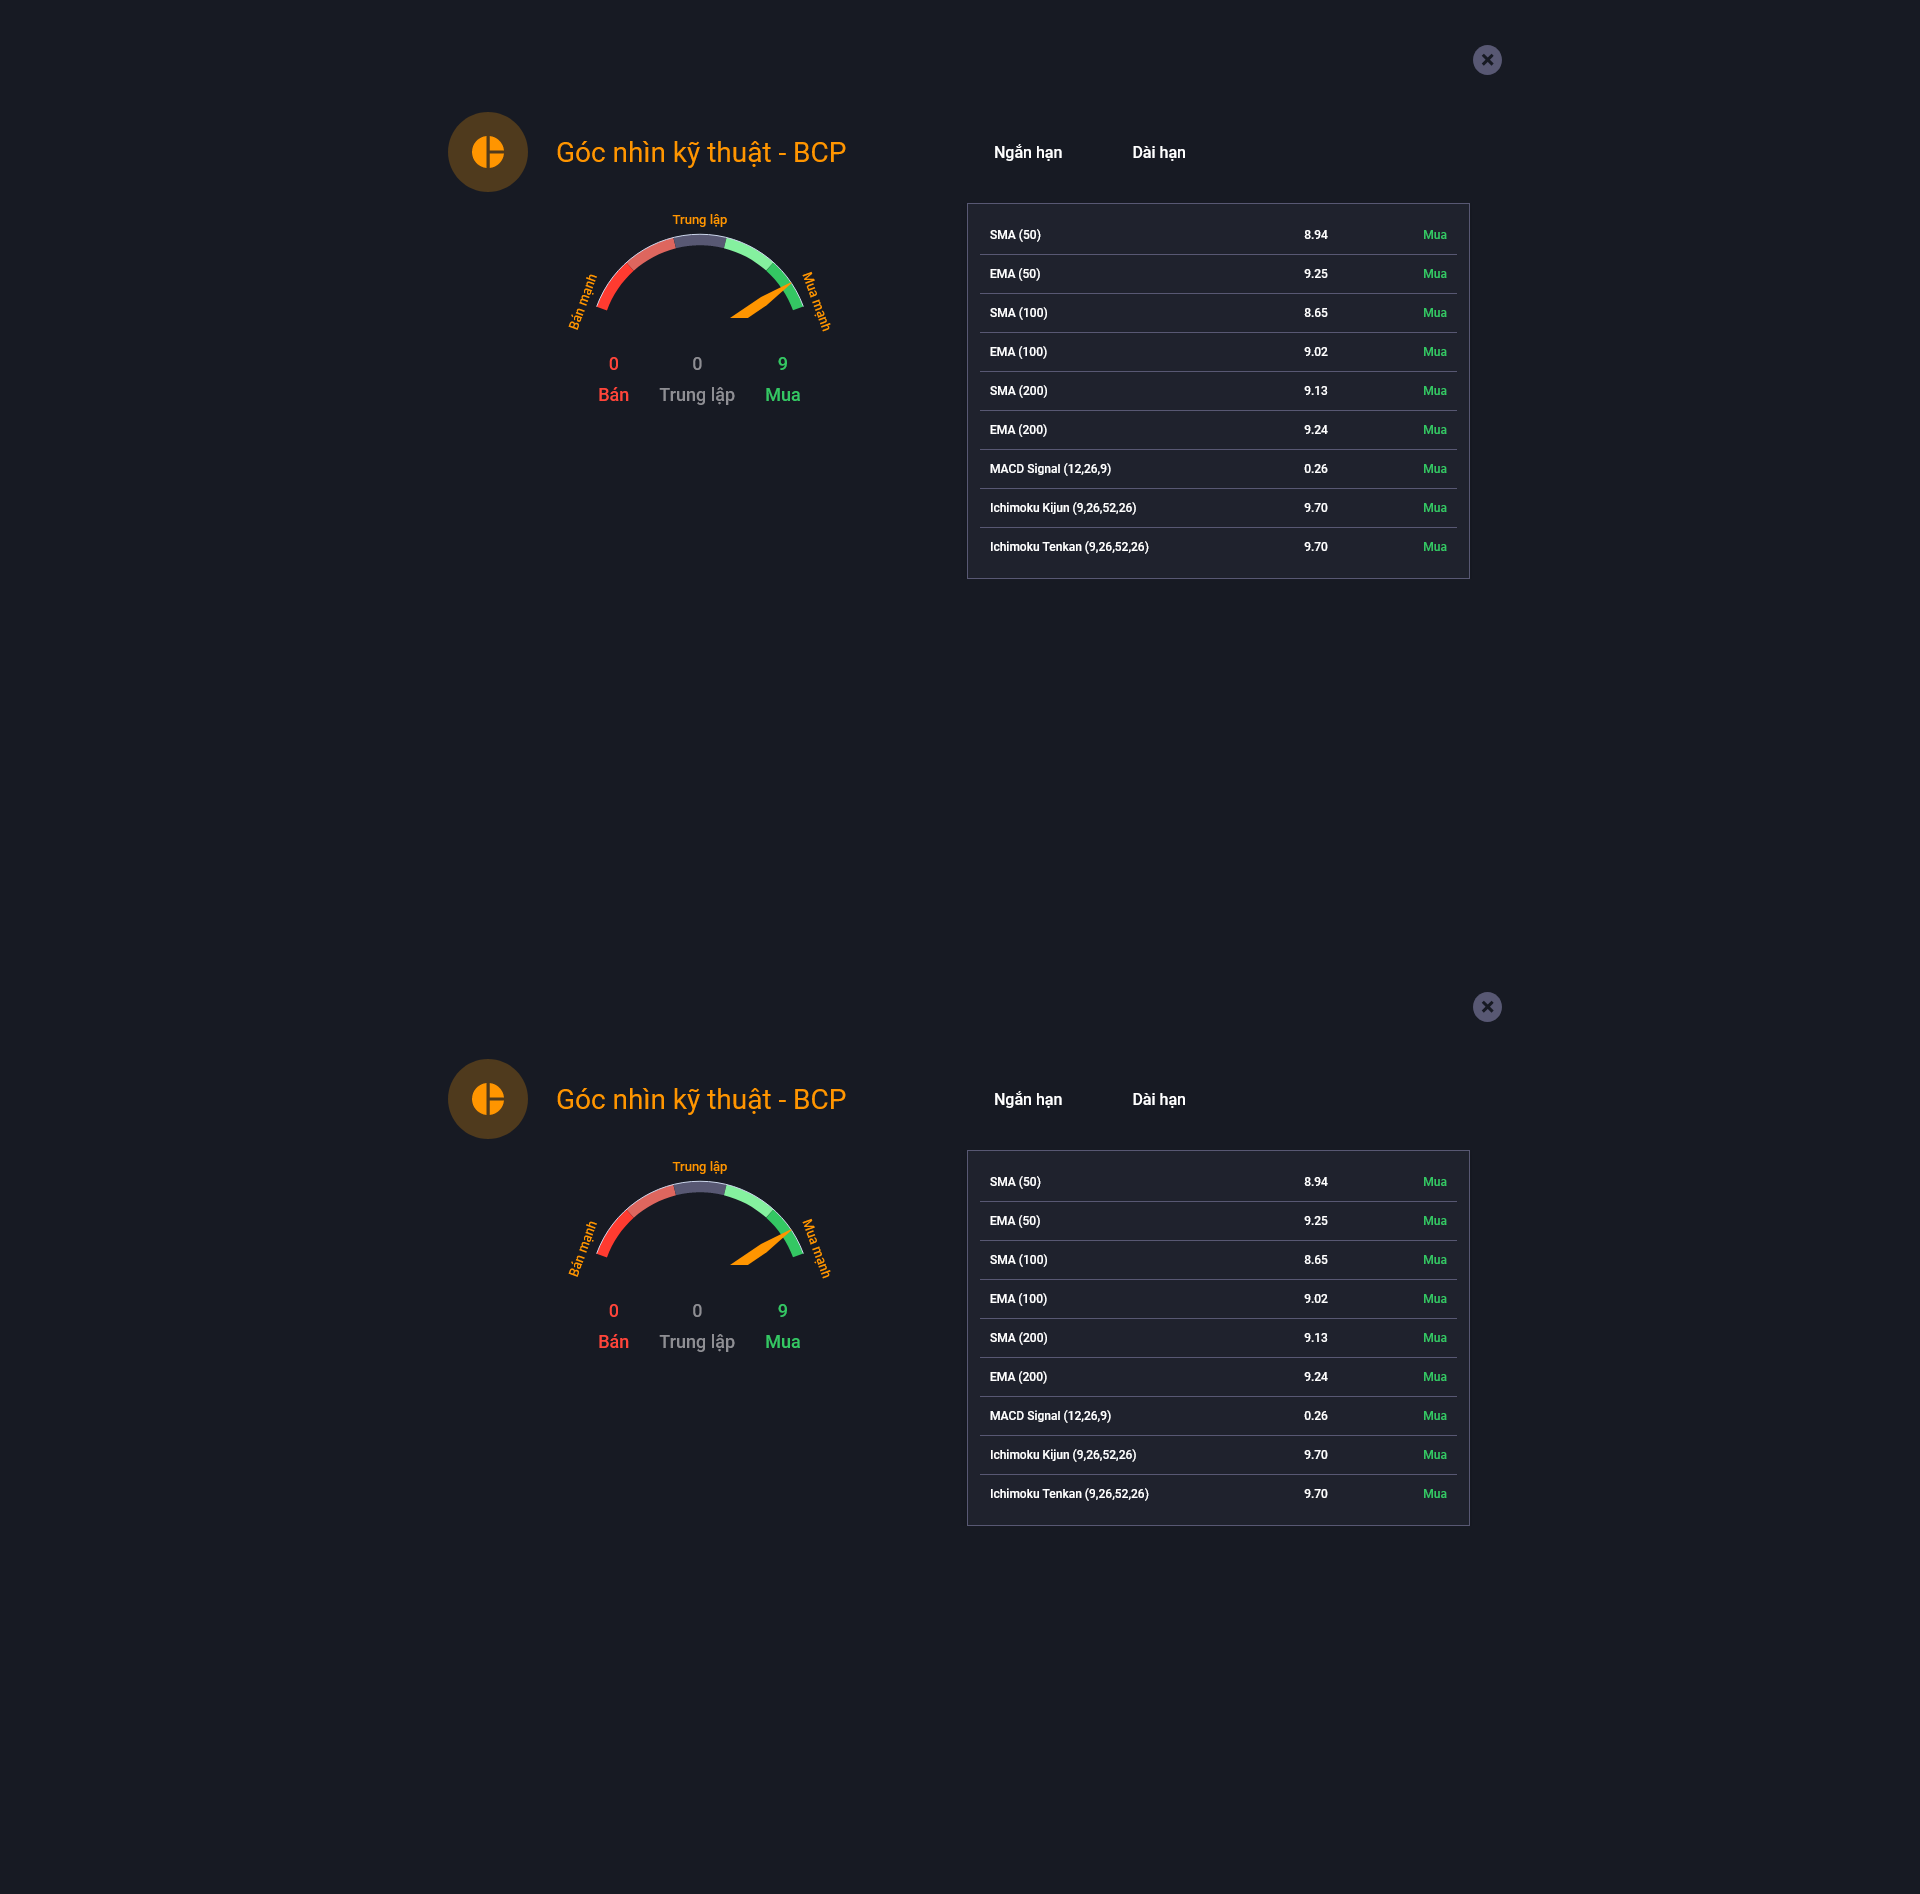 Góc nhìn kỹ thuật - BCP
Ngắn hạn Dài hạn
Trung lập
Bán mạnh
Mua mạnh
0 0 9
Bán Trung lập Mua
SMA (50) 8.94 Mua
EMA (50) 9.25 Mua
SMA (100) 8.65 Mua
EMA (100) 9.02 Mua
SMA (200) 9.13 Mua
EMA (200) 9.24 Mua
MACD Signal (12,26,9) 0.26 Mua
Ichimoku Kijun (9,26,52,26) 9.70 Mua
Ichimoku Tenkan (9,26,52,26) 9.70 Mua
Góc nhìn kỹ thuật - BCP
Ngắn hạn Dài hạn
Trung lập
Bán mạnh
Mua mạnh
0 0 9
Bán Trung lập Mua
SMA (50) 8.94 Mua
EMA (50) 9.25 Mua
SMA (100) 8.65 Mua
EMA (100) 9.02 Mua
SMA (200) 9.13 Mua
EMA (200) 9.24 Mua
MACD Signal (12,26,9) 0.26 Mua
Ichimoku Kijun (9,26,52,26) 9.70 Mua
Ichimoku Tenkan (9,26,52,26) 9.70 Mua